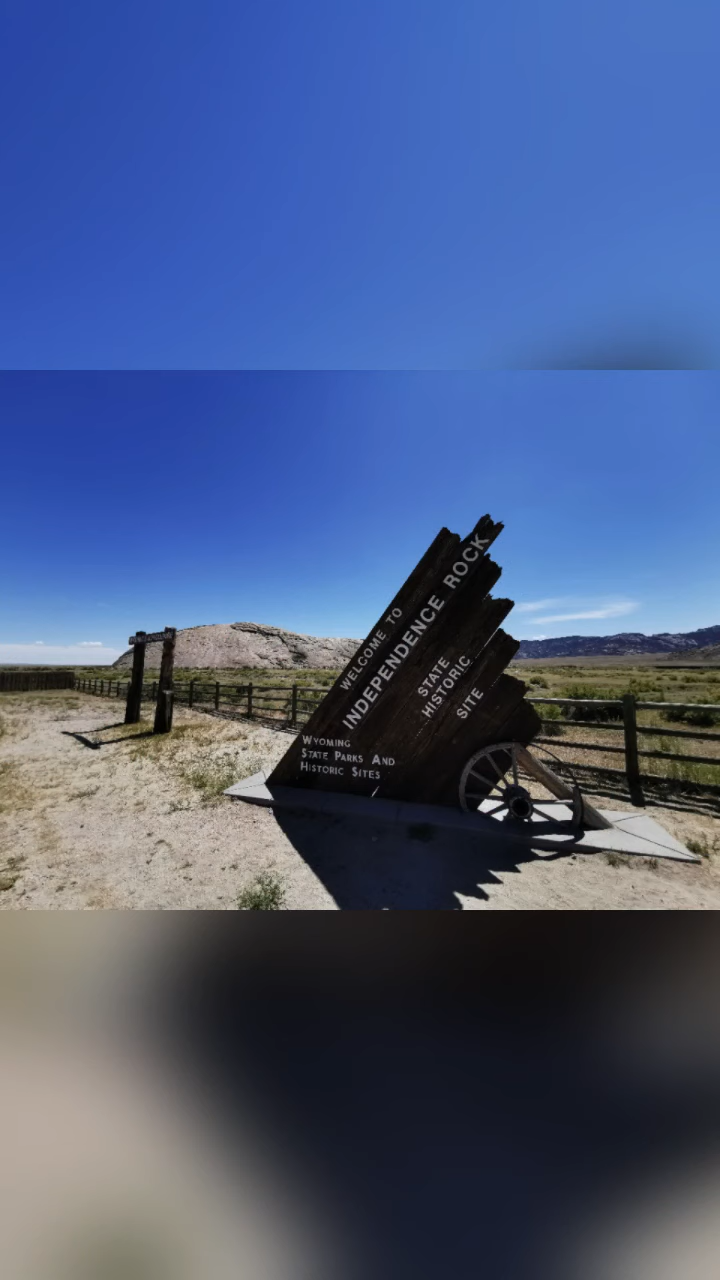 WELCOME TO
INDEPENDENCE ROCK
STATE
HISTORIC
SITE
WYOMING
STATE PARKS AND
HISTORIC SITES